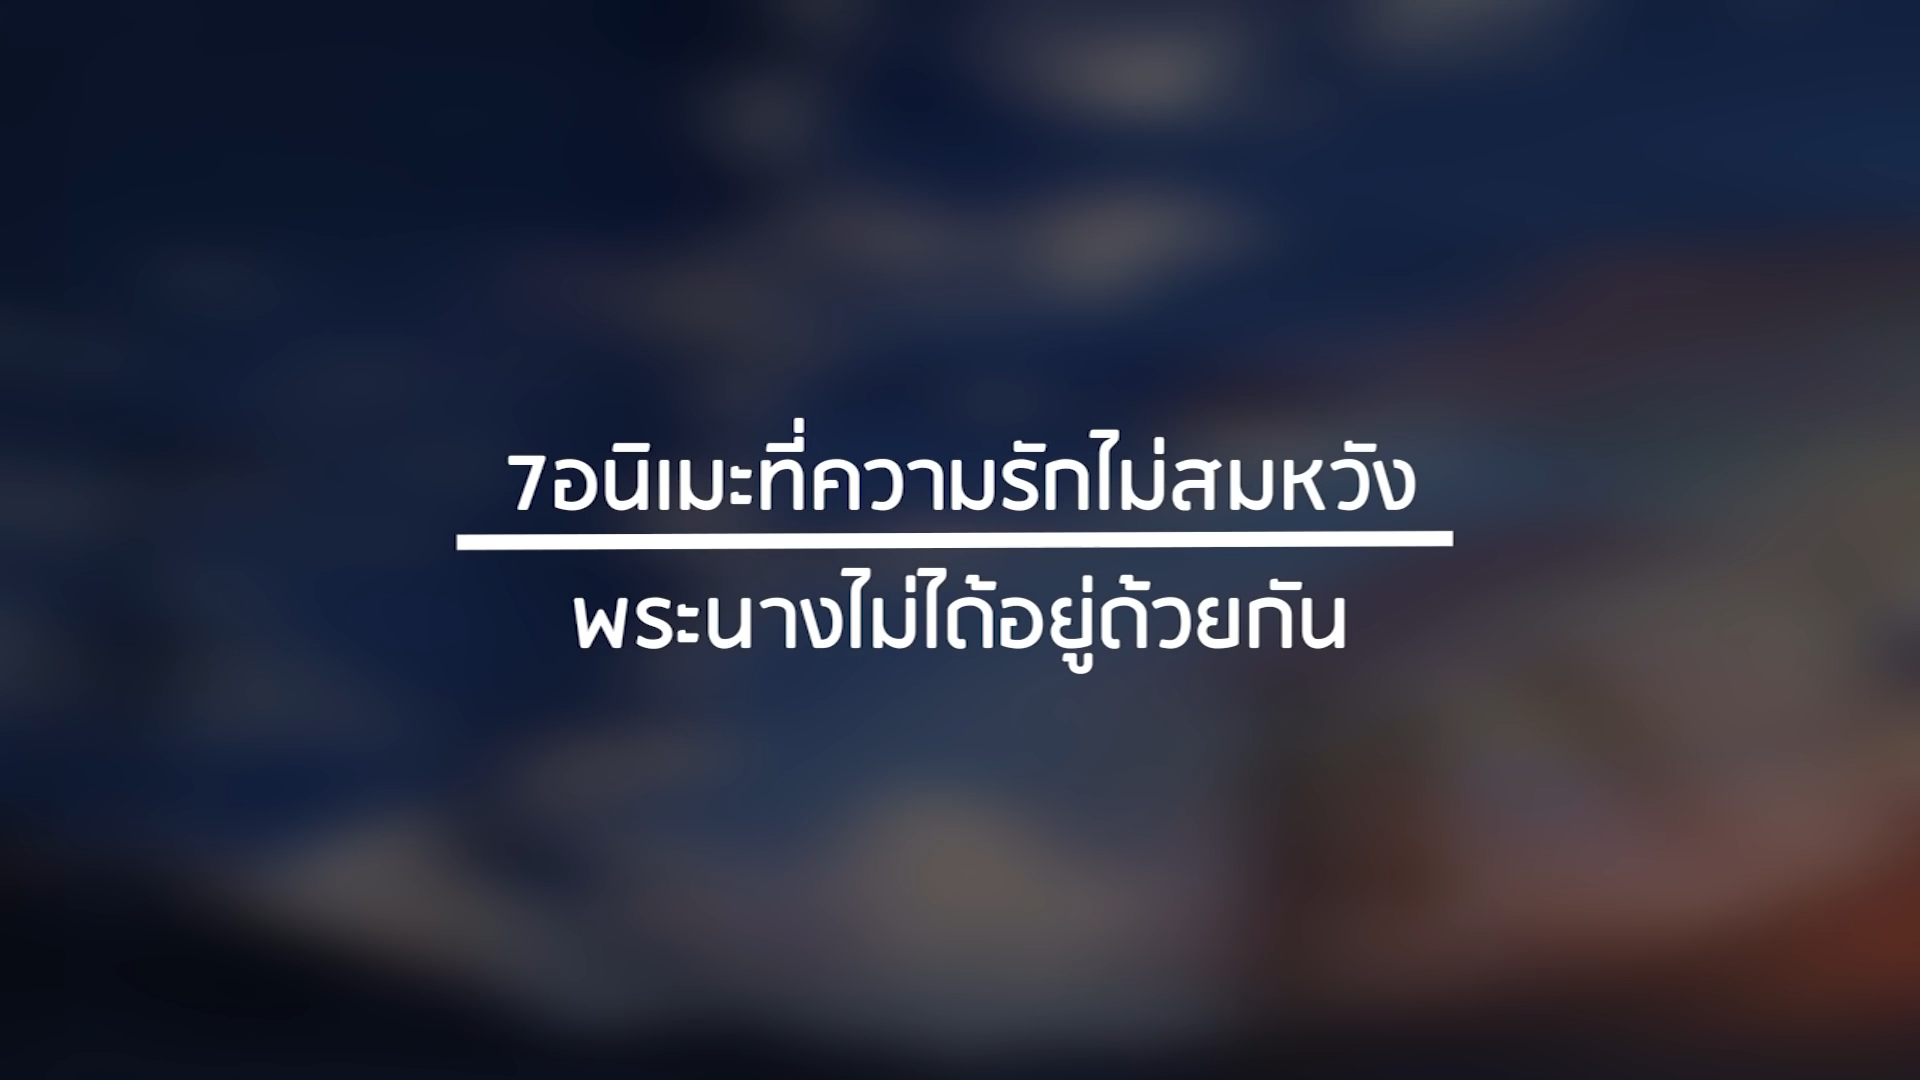 7อนิเมะที่ความรักไม่สมหวัง
พระนางไม่ได้อยู่ด้วยกัน